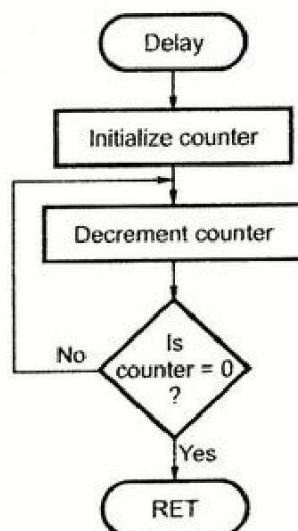 Delay
Initialize counter
Decrement counter
Is
counter = 0
?
No
Yes
RET